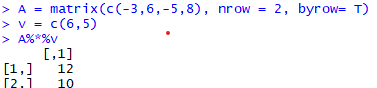 > A = matrix(c(-3,6,-5,8), nrow = 2, byrow= T)
> v = c(6,5)
> A%*%v
[,1]
[1,] 12
[2,] 10